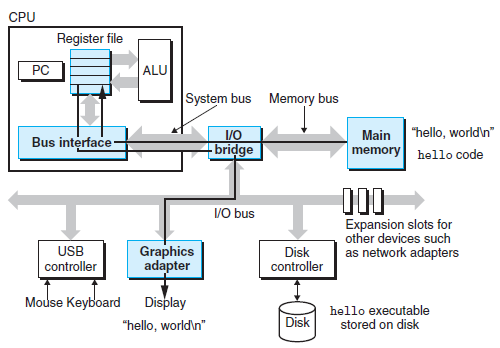 CPU
Register file
PC
ALU
System bus
Memory bus
Bus interface
I/O
bridge
Main
memory
"hello, world\n"
hello code
I/O bus
Expansion slots for
other devices such
as network adapters
USB
controller
Graphics
adapter
Disk
controller
Mouse Keyboard
Display
"hello, world\n"
Disk
hello executable
stored on disk